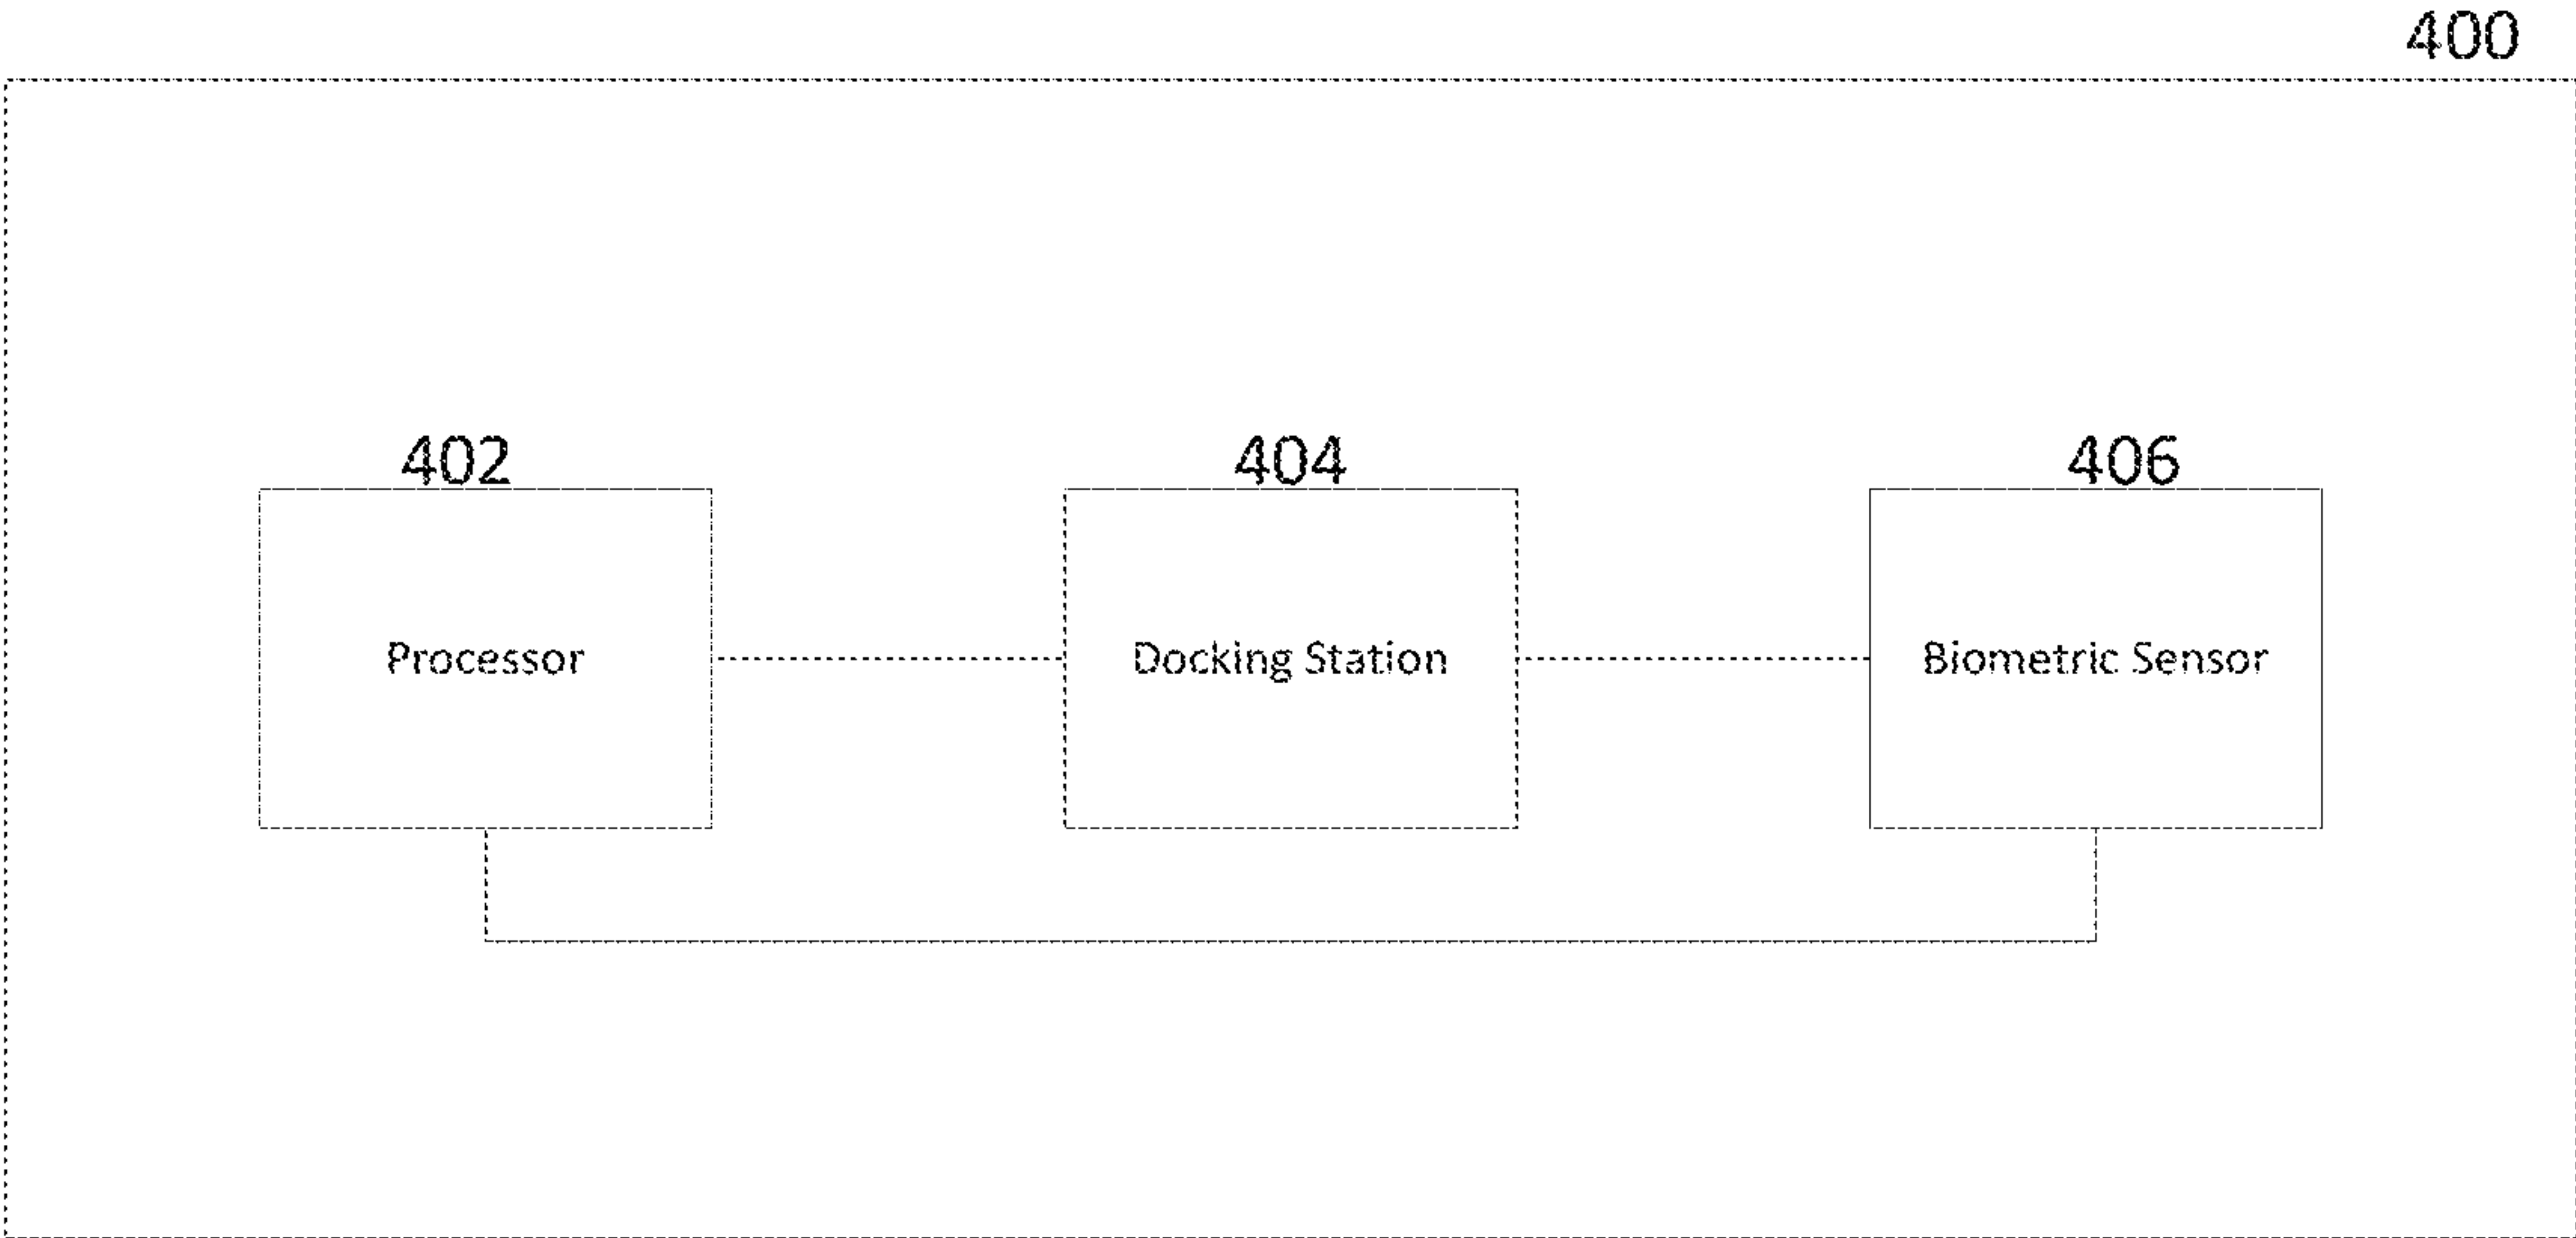 400
402
404
406
Processor
Docking Station
Biometric Sensor